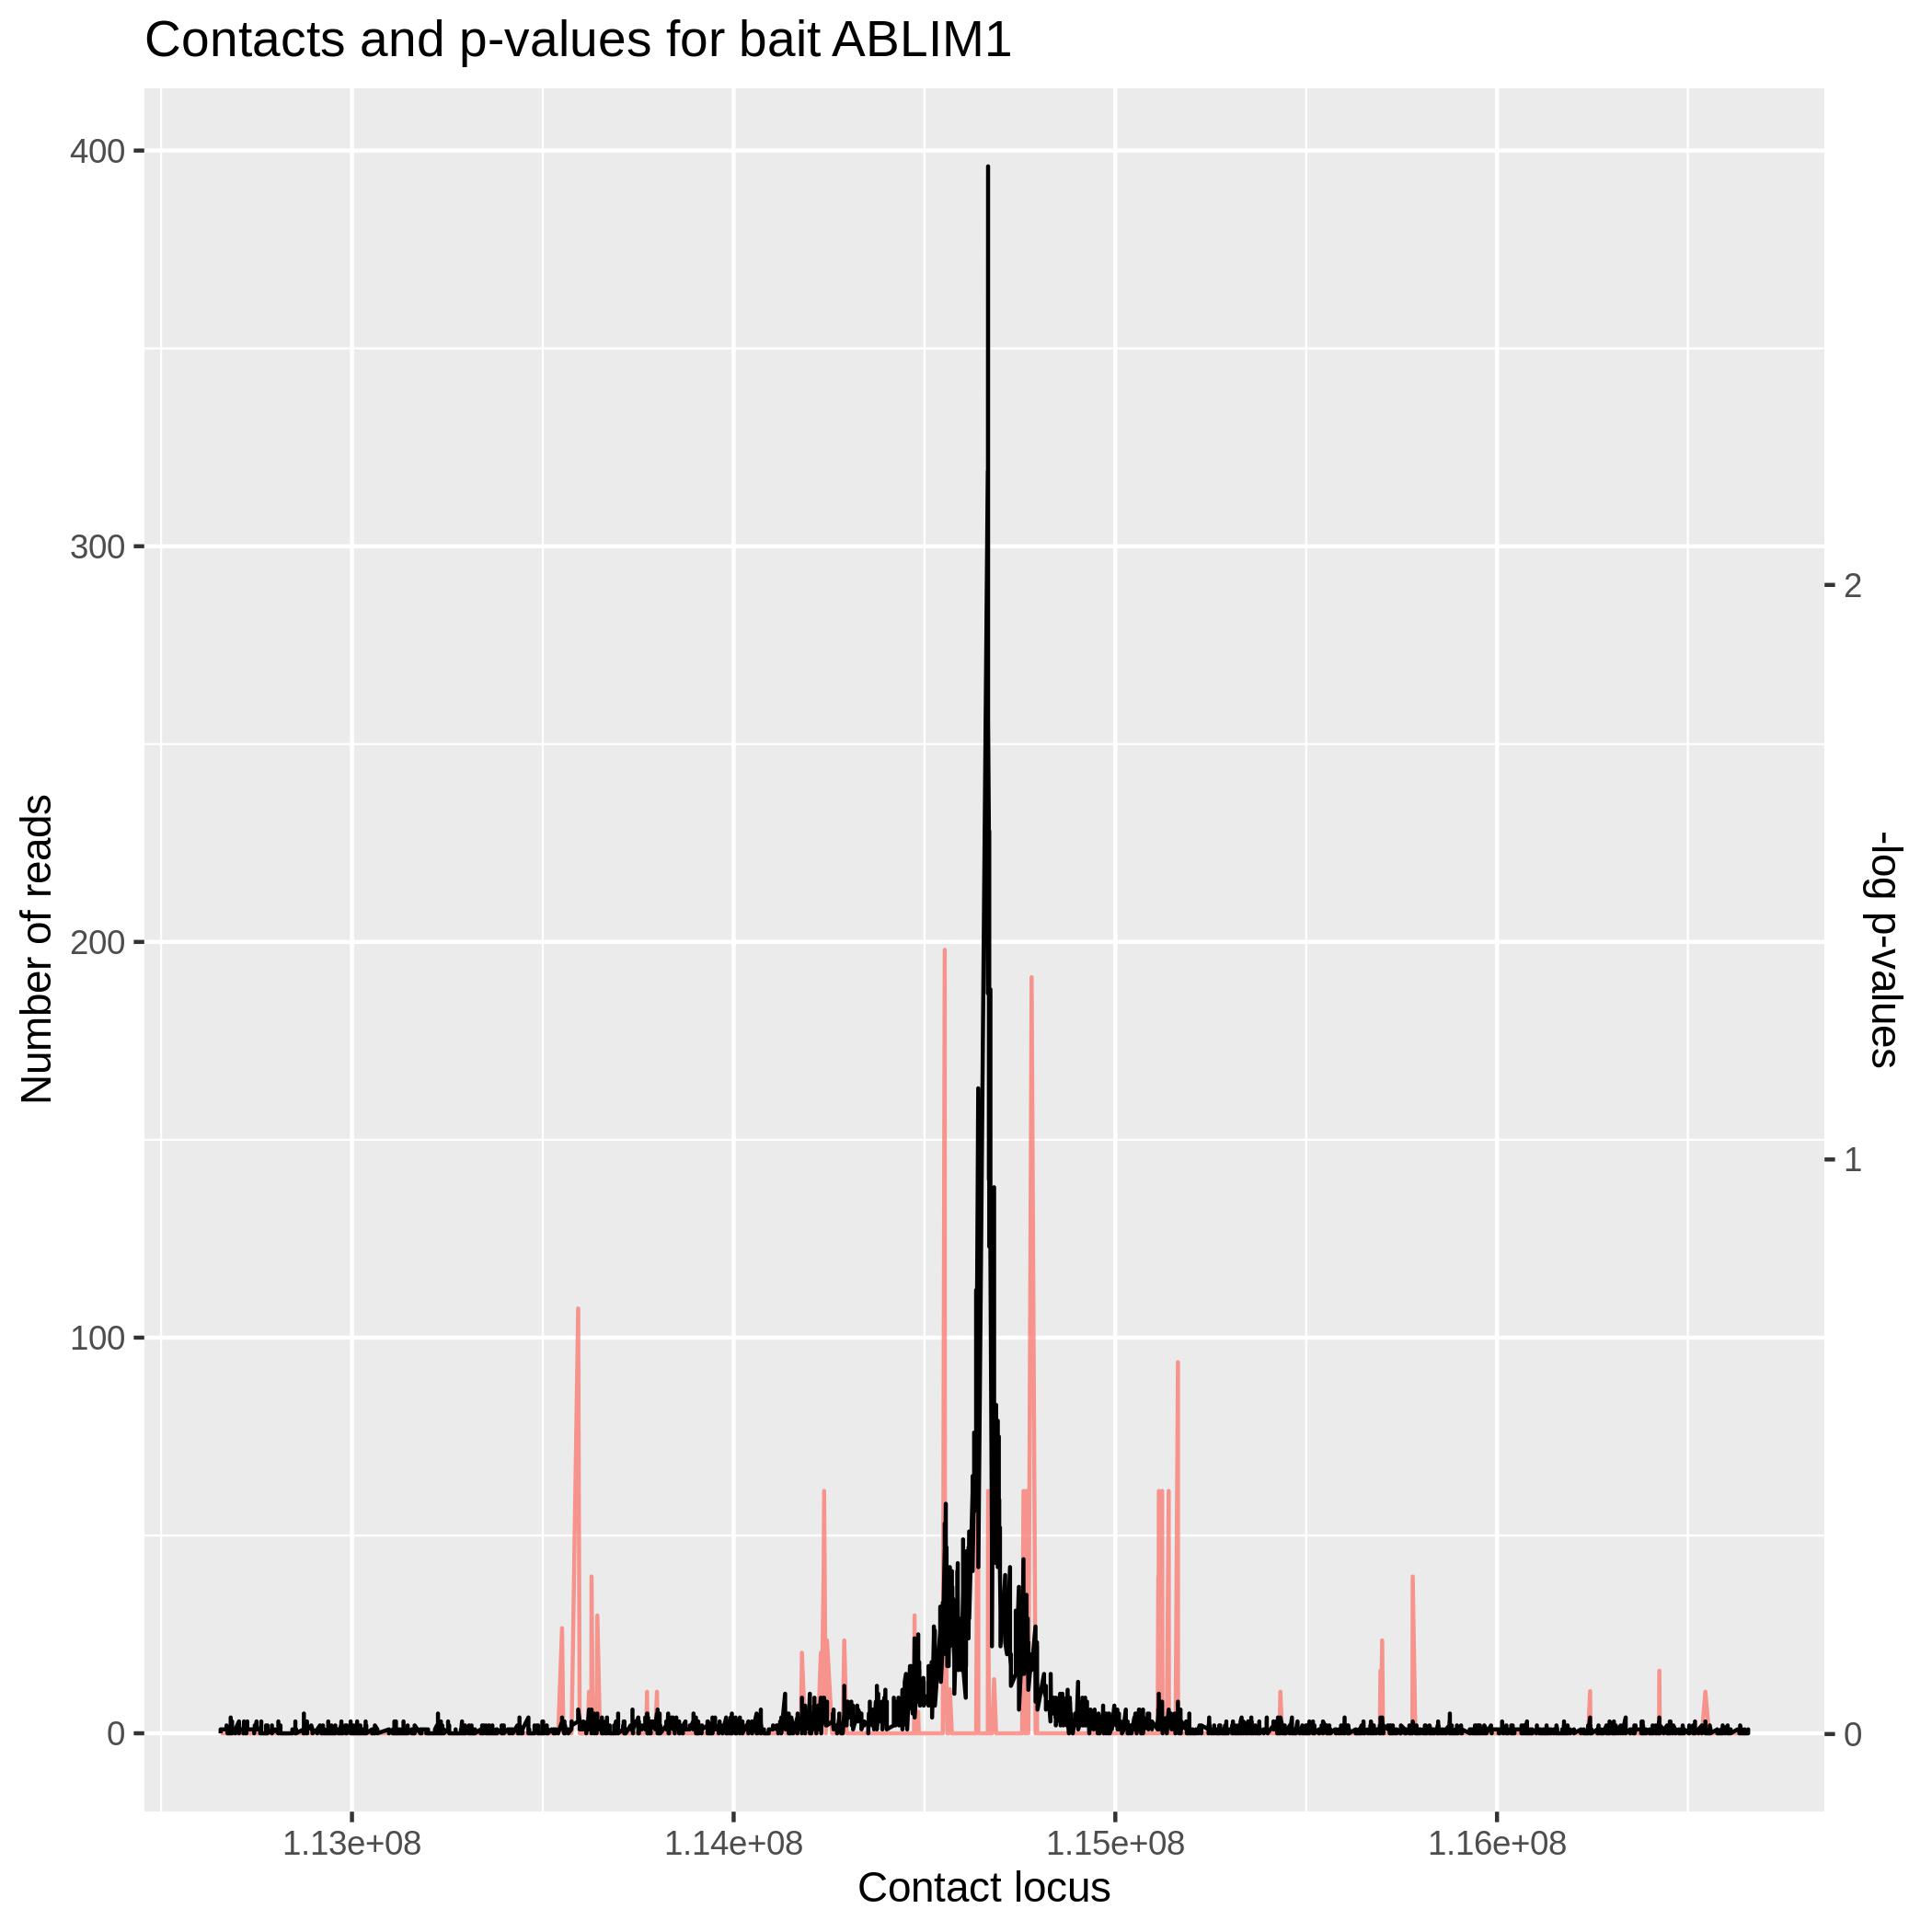 Contacts and p-values for bait ABLIM1
400
300
200
100
0
Number of reads
2
1
0
-log p-values
1.13e+08
1.14e+08
1.15e+08
1.16e+08
Contact locus